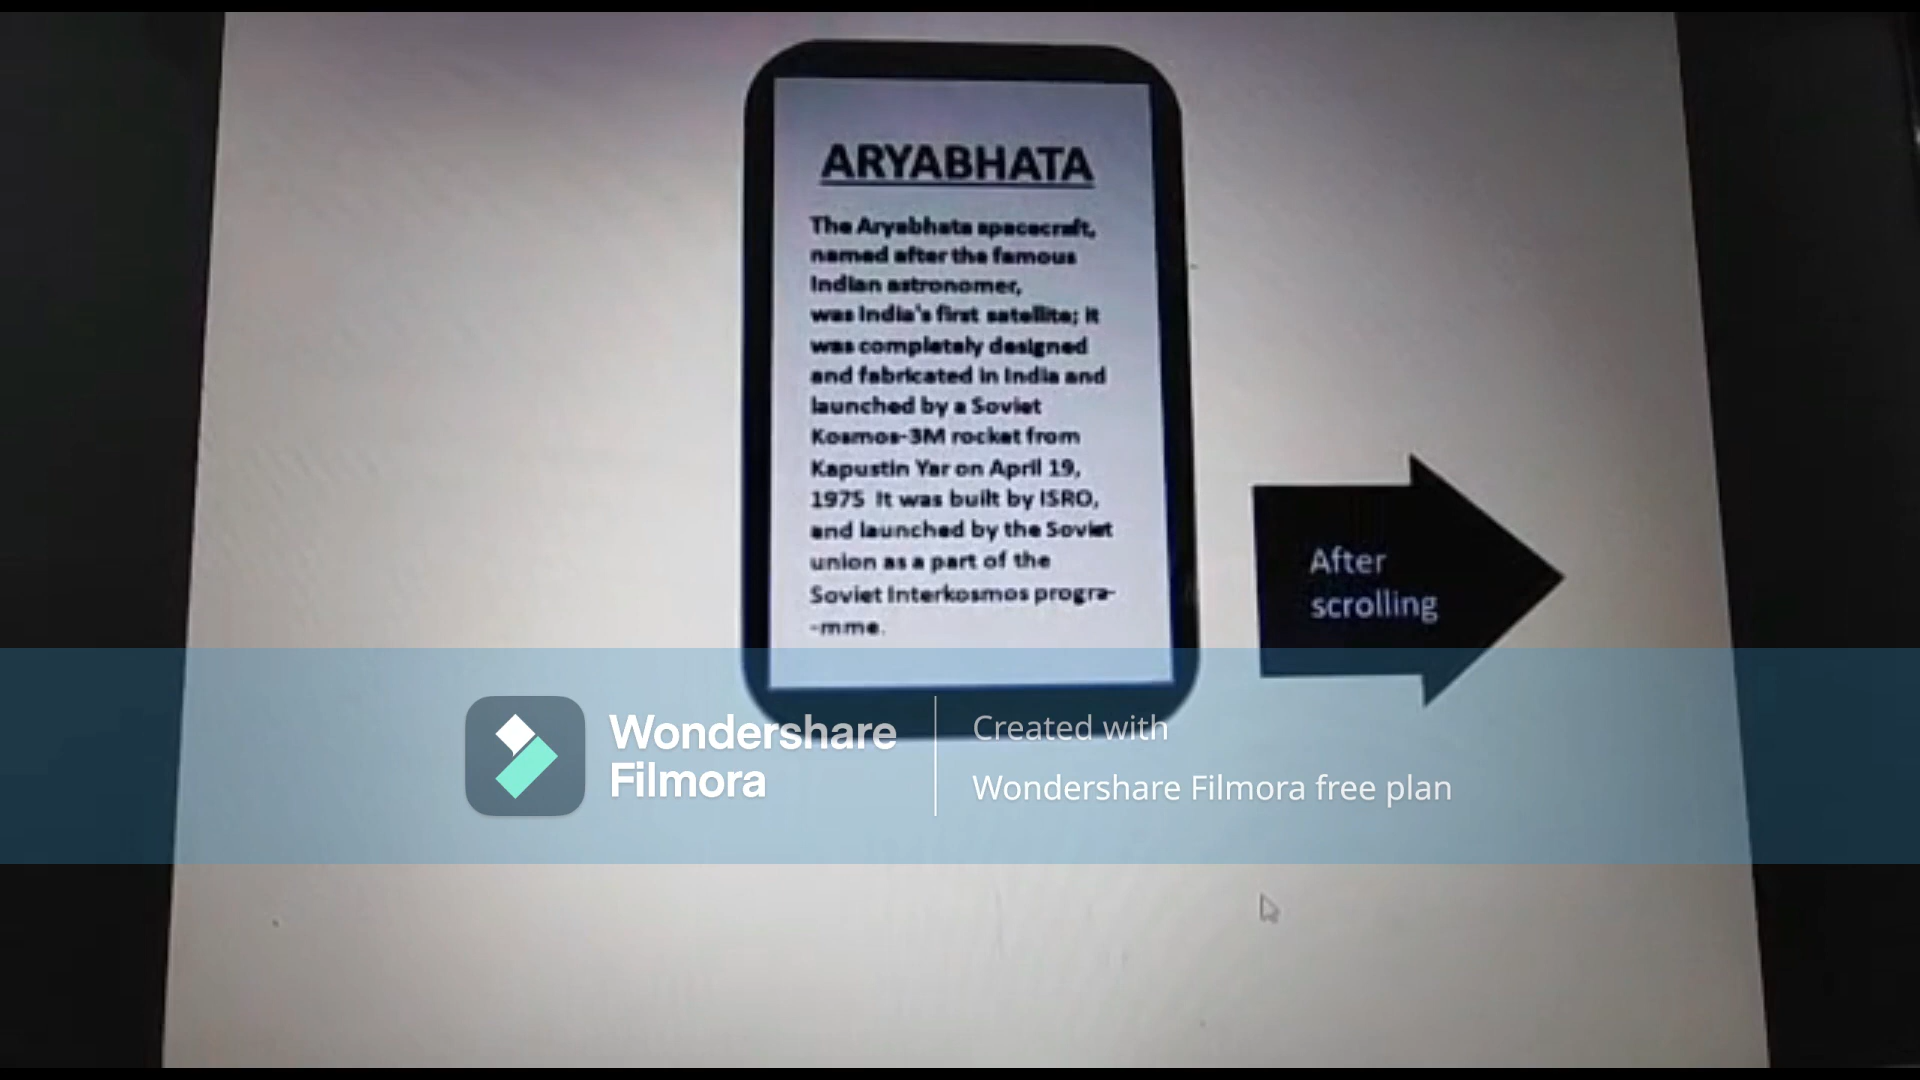 ARYABHATA
The Aryabhata spacecraft,
named after the famous
Indian astronomer,
was India's first satellite; it
was completely designed
and fabricated in India and
launched by a Soviet
Kosmos-3M rocket from
Kapustin Yar on April 19,
1975 It was built by ISRO,
and launched by the Soviet
union as a part of the
Soviet Interkosmos progra-
-mme.
After
scrolling
Wondershare
Filmora
Created with
Wondershare Filmora free plan